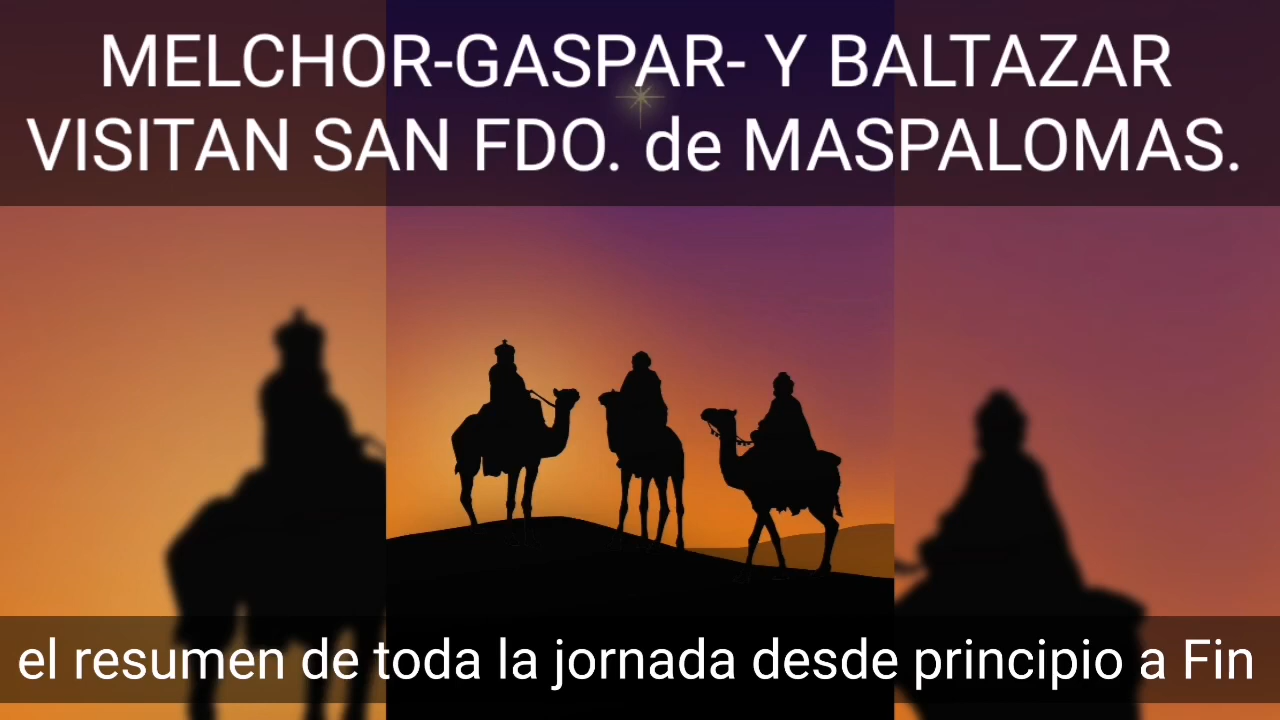 MELCHOR-GASPAR- Y BALTAZAR
VISITAN SAN FDO. de MASPALOMAS.
el resumen de toda la jornada desde principio a Fin